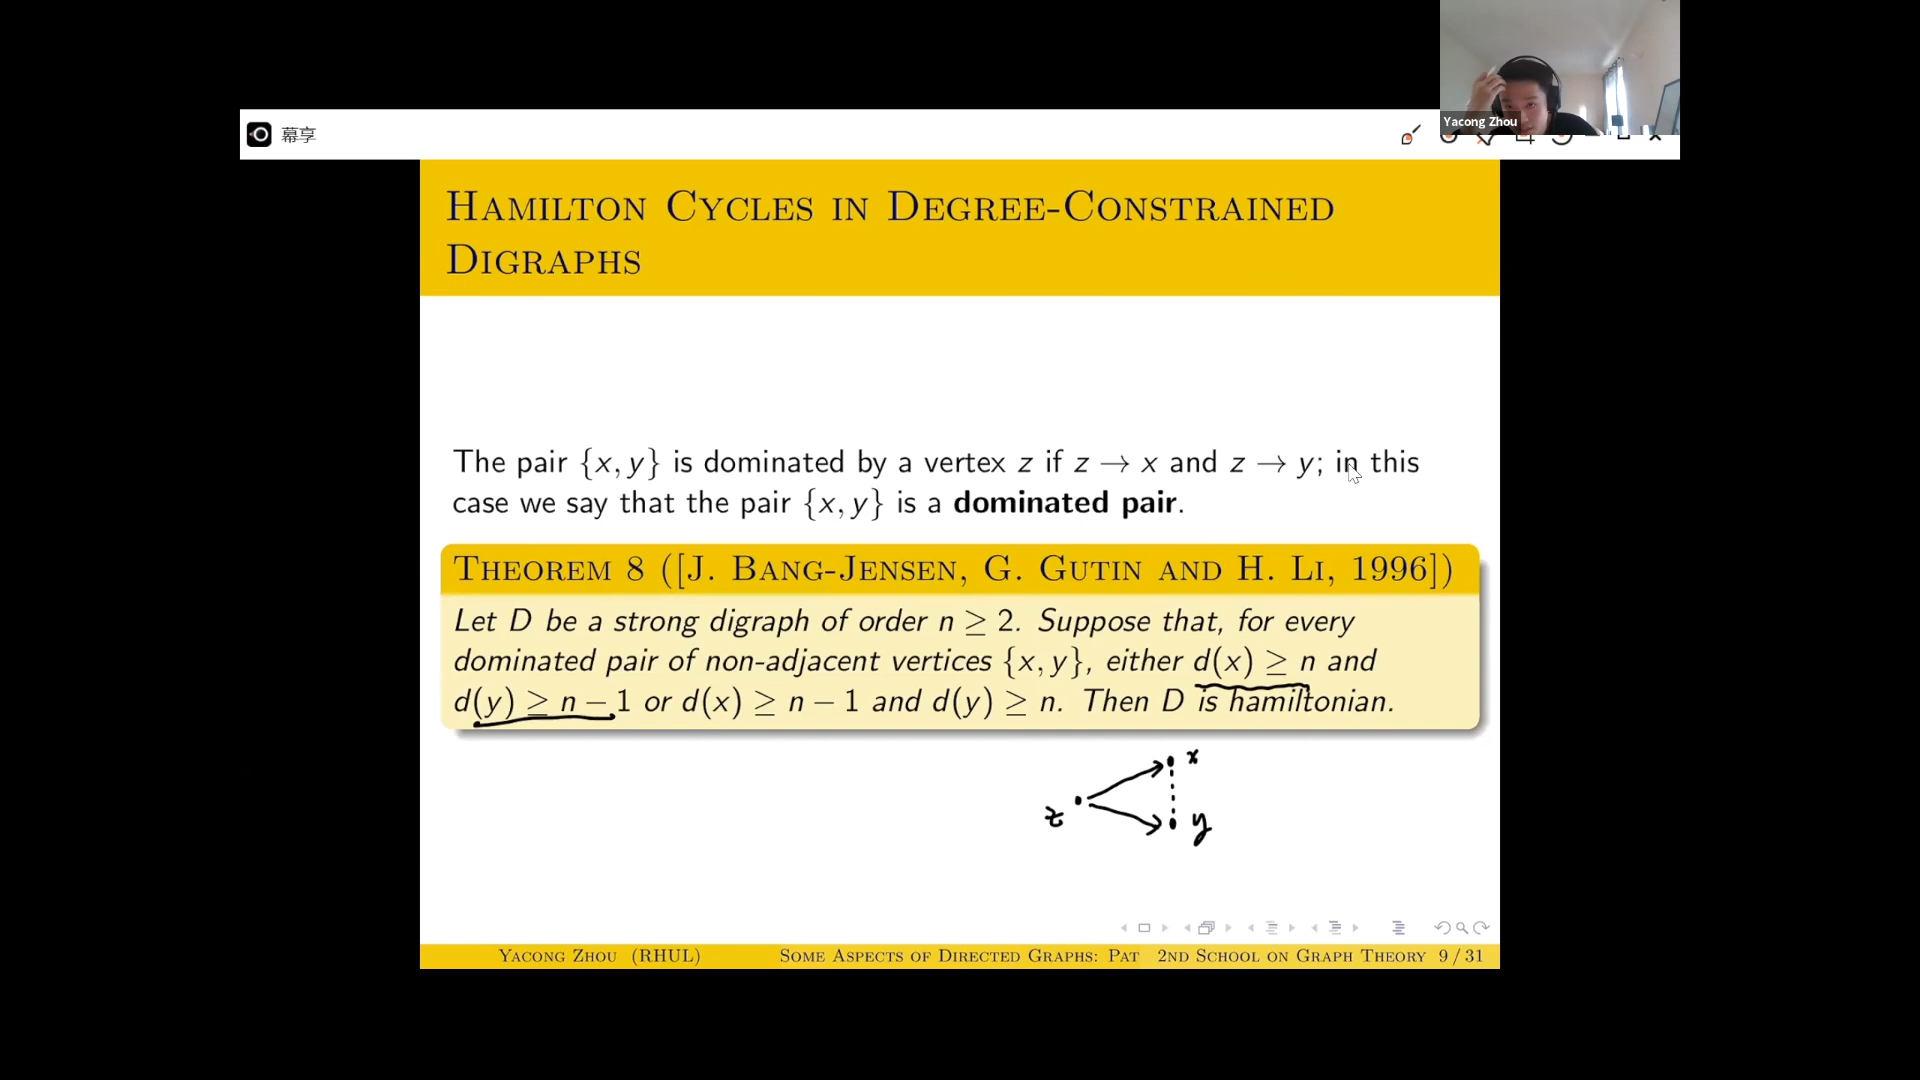 Yacong Zhou
幕享
HAMILTON CYCLES IN DEGREE-CONSTRAINED
DIGRAPHS
The pair {x, y} is dominated by a vertex z if z → x and z → y; in this
case we say that the pair {x, y} is a dominated pair.
THEOREM 8 ([J. BANG-JENSEN, G. GUTIN AND H. LI, 1996])
Let D be a strong digraph of order n ≥ 2. Suppose that, for every
dominated pair of non-adjacent vertices {x, y}, either d(x) ≥ n and
d(y) ≥ n − 1 or d(x) ≥ n − 1 and d(y) ≥ n. Then D is hamiltonian.
x
z
y
YACONG ZHOU (RHUL) SOME ASPECTS OF DIRECTED GRAPHS: PAT 2ND SCHOOL ON GRAPH THEORY 9 / 31